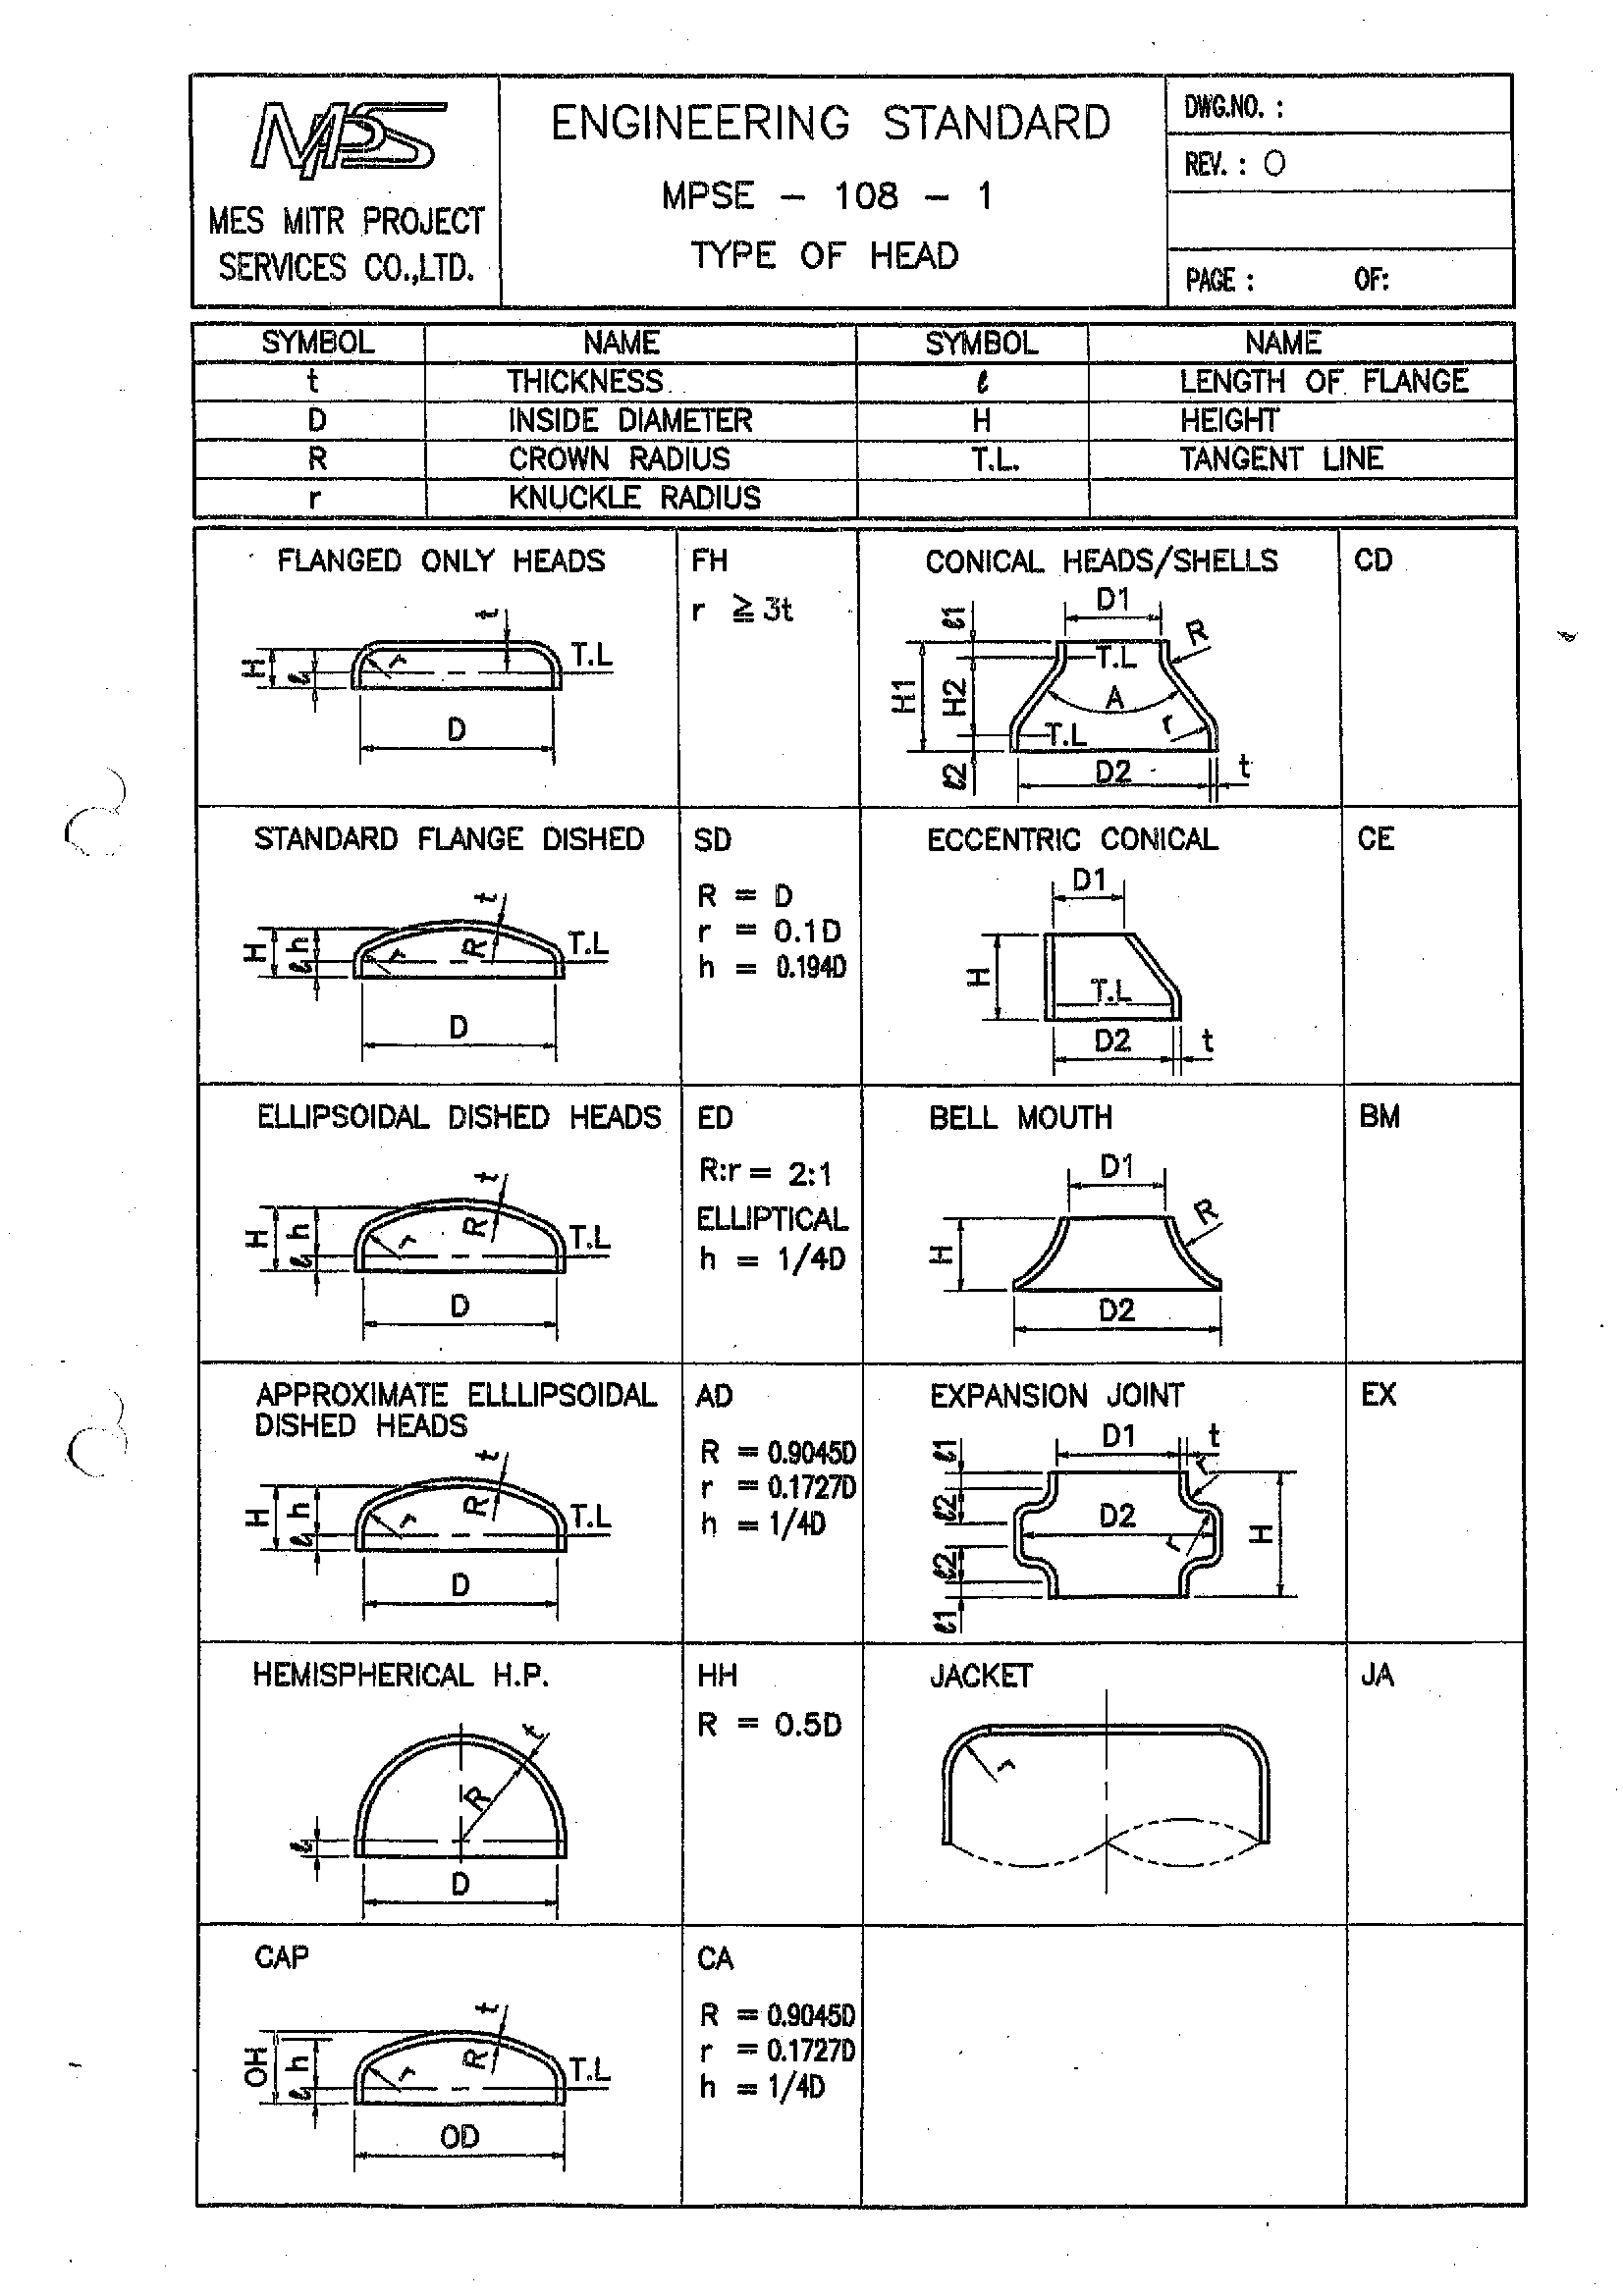 MPS
MES MITR PROJECT
SERVICES CO.,LTD.
ENGINEERING STANDARD
MPSE - 108 - 1
TYPE OF HEAD
DWG.NO. :
REV. : 0
PAGE : OF:
SYMBOL NAME SYMBOL NAME
t THICKNESS ℓ LENGTH OF FLANGE
D INSIDE DIAMETER H HEIGHT
R CROWN RADIUS T.L. TANGENT LINE
r KNUCKLE RADIUS
FLANGED ONLY HEADS
t
H
ℓ
r
T.L
D
FH
r ≧ 3t
CONICAL HEADS/SHELLS
D1
ℓ1
R
T.L
H1
H2
A
r
T.L
ℓ2
D2
t
CD
STANDARD FLANGE DISHED
t
H
h
ℓ
r
R
T.L
D
SD
R = D
r = 0.1D
h = 0.194D
ECCENTRIC CONICAL
D1
H
T.L
D2
t
CE
ELLIPSOIDAL DISHED HEADS
t
H
h
ℓ
r
R
T.L
D
ED
R:r = 2:1
ELLIPTICAL
h = 1/4D
BELL MOUTH
D1
R
H
D2
BM
APPROXIMATE ELLLIPSOIDAL
DISHED HEADS
t
H
h
ℓ
r
R
T.L
D
AD
R = 0.9045D
r = 0.1727D
h = 1/4D
EXPANSION JOINT
D1
t
ℓ1
r
ℓ2
D2
H
r
ℓ2
ℓ1
EX
HEMISPHERICAL H.P.
t
R
ℓ
D
HH
R = 0.5D
JACKET
r
JA
CAP
t
OH
h
ℓ
r
R
T.L
OD
CA
R = 0.9045D
r = 0.1727D
h = 1/4D